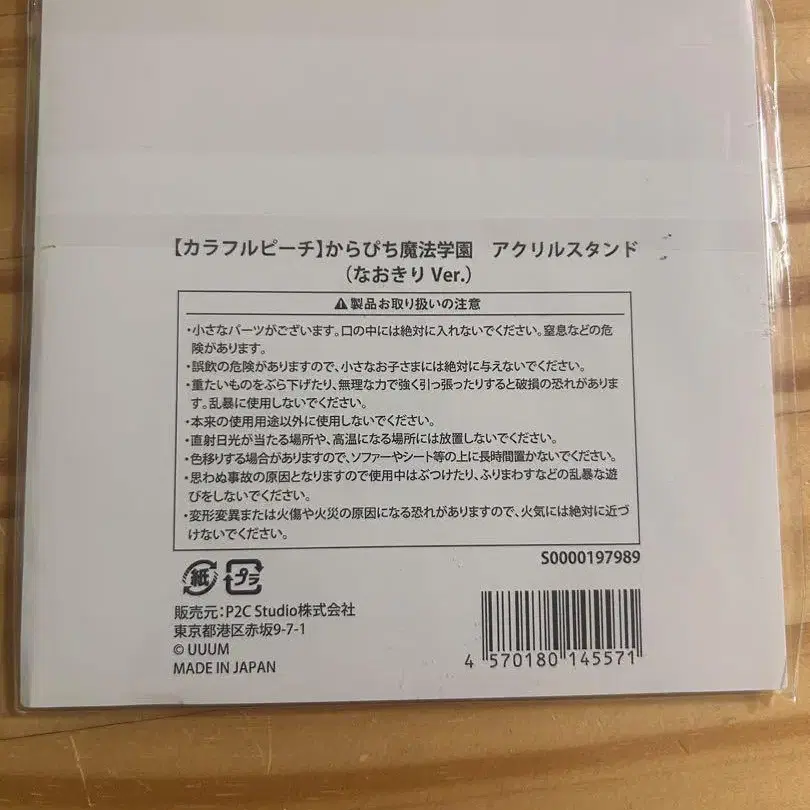 【カラフルピーチ】からぴち魔法学園　アクリルスタンド
（なおきり Ver.）
⚠製品お取り扱いの注意
・小さなパーツがございます。口の中には絶対に入れないでください。窒息などの危
険があります。
・誤飲の危険がありますので、小さなお子さまには絶対に与えないでください。
・重たいものをぶら下げたり、無理な力で強く引っ張ったりすると破損の恐れがありま
す。乱暴に使用しないでください。
・本来の使用用途以外に使用しないでください。
・直射日光が当たる場所や、高温になる場所には放置しないでください。
・色移りする場合がありますので、ソファーやシート等の上に長時間置かないでください。
・思わぬ事故の原因となりますので使用中はぶつけたり、ふりまわすなどの乱暴な遊
びをしないでください。
・変形変異または火傷や火災の原因になる恐れがありますので、火気には絶対に近づ
けないでください。
S0000197989
紙 プラ
販売元：P2C Studio株式会社
東京都港区赤坂9-7-1
© UUUM
MADE IN JAPAN
4 570180 145571